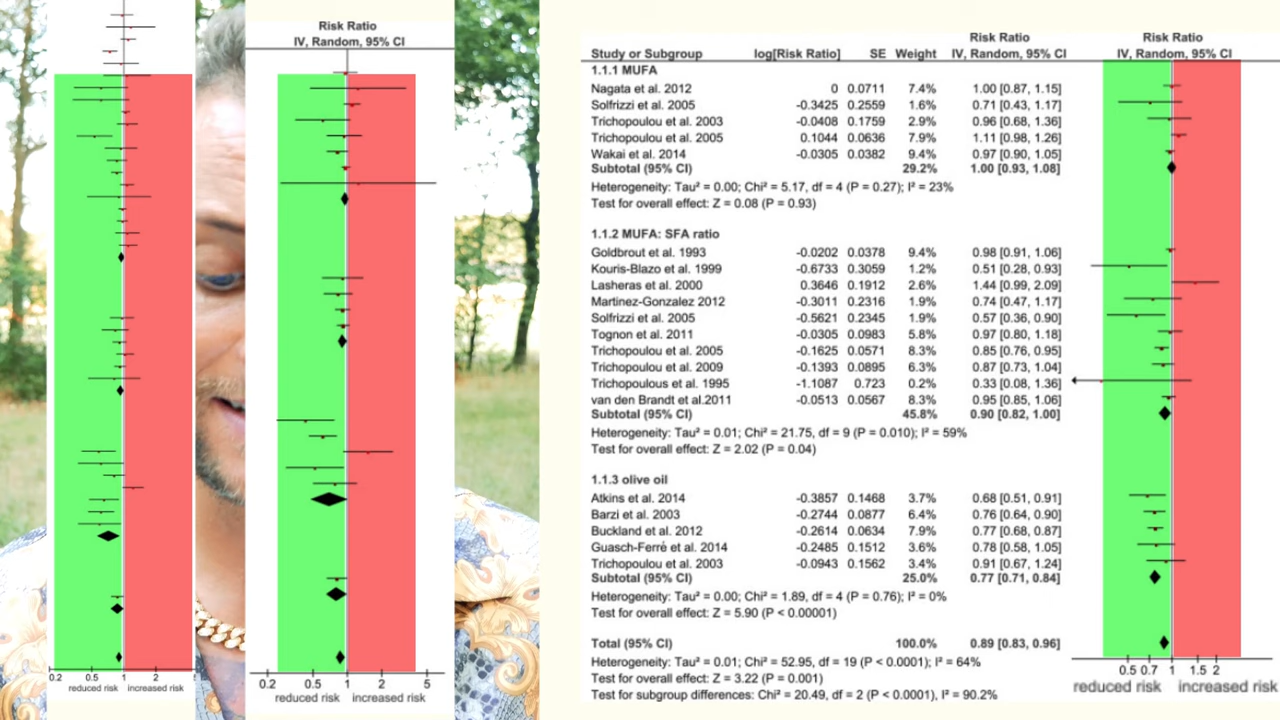 0.2 0.5 1 2
reduced risk increased risk
Risk Ratio
IV, Random, 95% CI
0.2 0.5 1 2 5
reduced risk increased risk
Risk Ratio Risk Ratio
Study or Subgroup log[Risk Ratio] SE Weight IV, Random, 95% CI IV, Random, 95% CI
1.1.1 MUFA
Nagata et al. 2012 0 0.0711 7.4% 1.00 [0.87, 1.15]
Solfrizzi et al. 2005 -0.3425 0.2559 1.6% 0.71 [0.43, 1.17]
Trichopoulou et al. 2003 -0.0408 0.1759 2.9% 0.96 [0.68, 1.36]
Trichopoulou et al. 2005 0.1044 0.0636 7.9% 1.11 [0.98, 1.26]
Wakai et al. 2014 -0.0305 0.0382 9.4% 0.97 [0.90, 1.05]
Subtotal (95% CI) 29.2% 1.00 [0.93, 1.08]
Heterogeneity: Tau² = 0.00; Chi² = 5.17, df = 4 (P = 0.27); I² = 23%
Test for overall effect: Z = 0.08 (P = 0.93)
1.1.2 MUFA: SFA ratio
Goldbrout et al. 1993 -0.0202 0.0378 9.4% 0.98 [0.91, 1.06]
Kouris-Blazo et al. 1999 -0.6733 0.3059 1.2% 0.51 [0.28, 0.93]
Lasheras et al. 2000 0.3646 0.1912 2.6% 1.44 [0.99, 2.09]
Martinez-Gonzalez 2012 -0.3011 0.2316 1.9% 0.74 [0.47, 1.17]
Solfrizzi et al. 2005 -0.5621 0.2345 1.9% 0.57 [0.36, 0.90]
Tognon et al. 2011 -0.0305 0.0983 5.8% 0.97 [0.80, 1.18]
Trichopoulou et al. 2005 -0.1625 0.0571 8.3% 0.85 [0.76, 0.95]
Trichopoulou et al. 2009 -0.1393 0.0895 6.3% 0.87 [0.73, 1.04]
Trichopoulous et al. 1995 -1.1087 0.723 0.2% 0.33 [0.08, 1.36]
van den Brandt et al.2011 -0.0513 0.0567 8.3% 0.95 [0.85, 1.06]
Subtotal (95% CI) 45.8% 0.90 [0.82, 1.00]
Heterogeneity: Tau² = 0.01; Chi² = 21.75, df = 9 (P = 0.010); I² = 59%
Test for overall effect: Z = 2.02 (P = 0.04)
1.1.3 olive oil
Atkins et al. 2014 -0.3857 0.1468 3.7% 0.68 [0.51, 0.91]
Barzi et al. 2003 -0.2744 0.0877 6.4% 0.76 [0.64, 0.90]
Buckland et al. 2012 -0.2614 0.0634 7.9% 0.77 [0.68, 0.87]
Guasch-Ferré et al. 2014 -0.2485 0.1512 3.6% 0.78 [0.58, 1.05]
Trichopoulou et al. 2003 -0.0943 0.1562 3.4% 0.91 [0.67, 1.24]
Subtotal (95% CI) 25.0% 0.77 [0.71, 0.84]
Heterogeneity: Tau² = 0.00; Chi² = 1.89, df = 4 (P = 0.76); I² = 0%
Test for overall effect: Z = 5.90 (P < 0.00001)
Total (95% CI) 100.0% 0.89 [0.83, 0.96]
Heterogeneity: Tau² = 0.01; Chi² = 52.95, df = 19 (P < 0.0001); I² = 64%
Test for overall effect: Z = 3.22 (P = 0.001)
Test for subgroup differences: Chi² = 20.49, df = 2 (P < 0.0001), I² = 90.2%
0.5 0.7 1 1.5 2
reduced risk increased risk